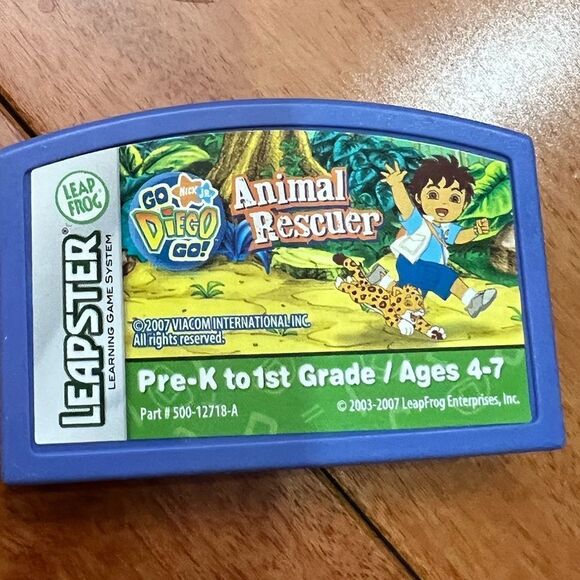 LEAP
FROG
LEAPSTER®
LEARNING GAME SYSTEM
GO
NICK JR.
DIEGO
GO!
Animal
Rescuer
©2007 VIACOM INTERNATIONAL INC.
All rights reserved.
Pre-K to 1st Grade / Ages 4-7
Part # 500-12718-A
© 2003-2007 LeapFrog Enterprises, Inc.